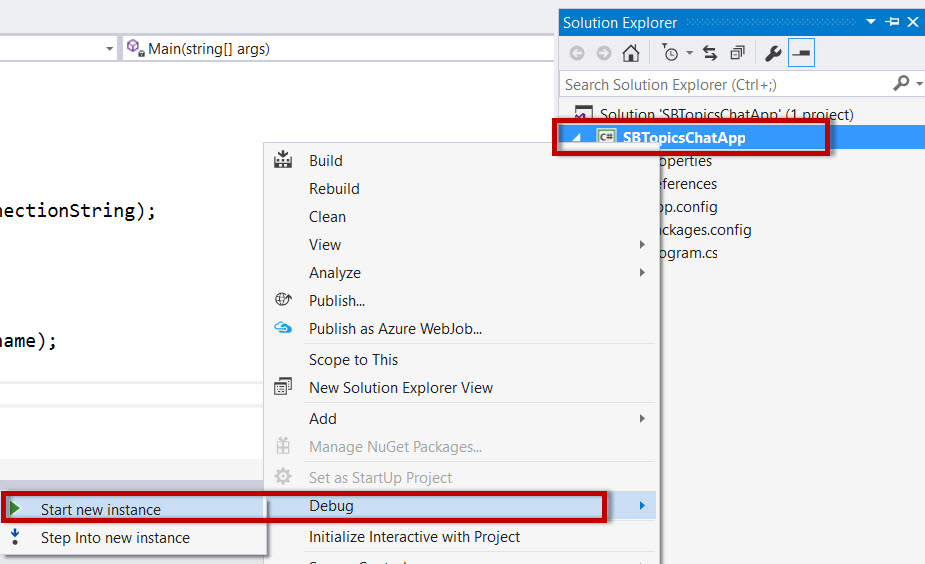 Solution Explorer
Main(string[] args)
Search Solution Explorer (Ctrl+;)
Solution 'SBTopicsChatApp' (1 project)
C# SBTopicsChatApp
operties
eferences
pp.config
ckages.config
ogram.cs
nectionString);
ame);
Build
Rebuild
Clean
View
Analyze
Publish...
Publish as Azure WebJob...
Scope to This
New Solution Explorer View
Add
Manage NuGet Packages...
Set as StartUp Project
Debug
Start new instance
Step Into new instance
Initialize Interactive with Project